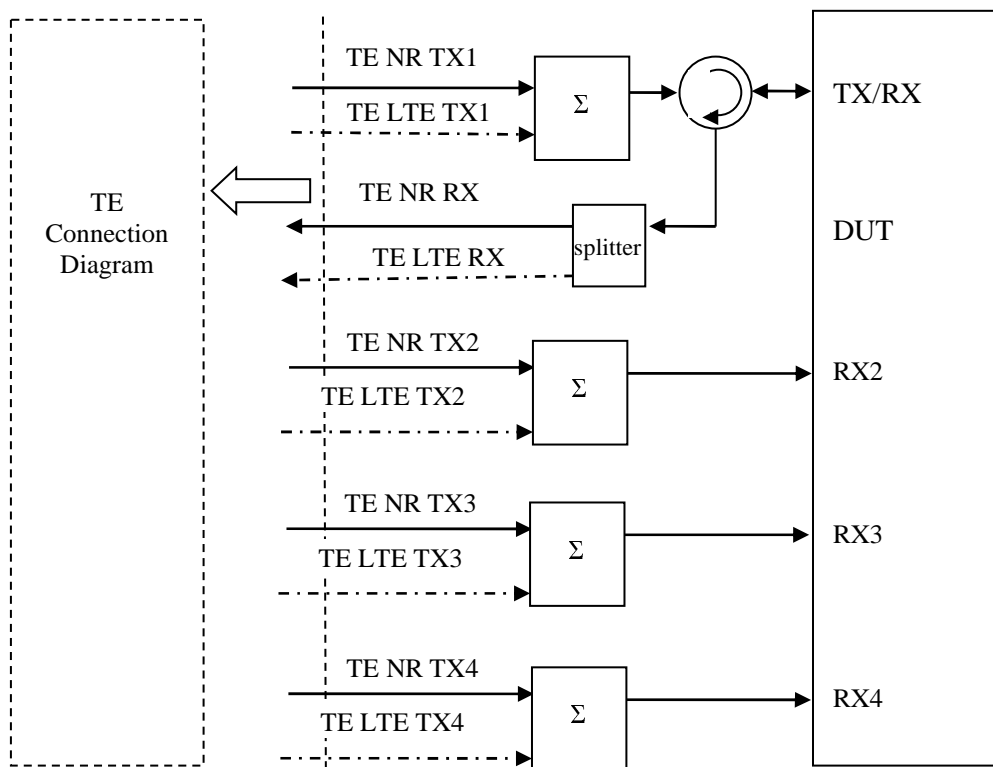 TE
Connection
Diagram
TE NR TX1
TE LTE TX1
Σ
TX/RX
TE NR RX
splitter
DUT
TE LTE RX
TE NR TX2
Σ
RX2
TE LTE TX2
TE NR TX3
Σ
RX3
TE LTE TX3
TE NR TX4
Σ
RX4
TE LTE TX4